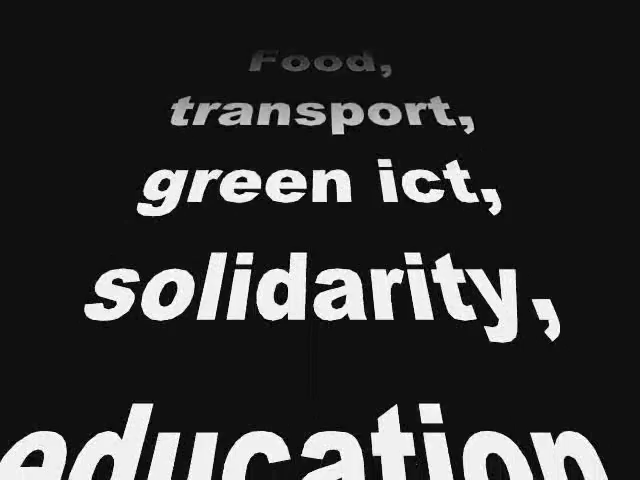 Food,
transport,
green ict,
solidarity,
education